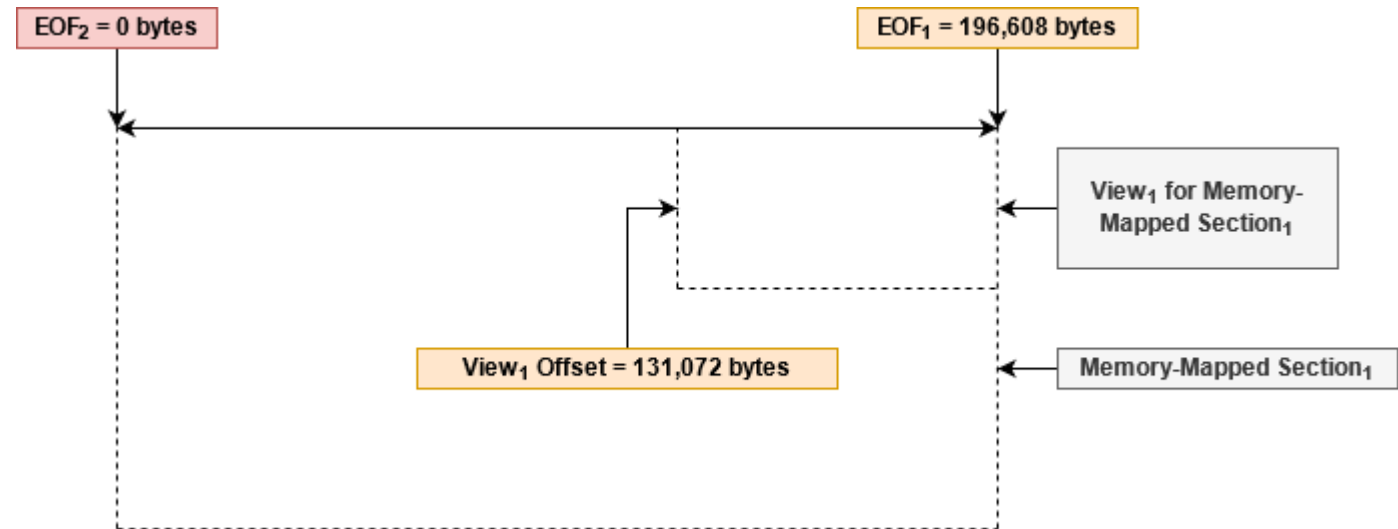 EOF₂ = 0 bytes
EOF₁ = 196,608 bytes
View₁ for Memory-
Mapped Section₁
View₁ Offset = 131,072 bytes
Memory-Mapped Section₁